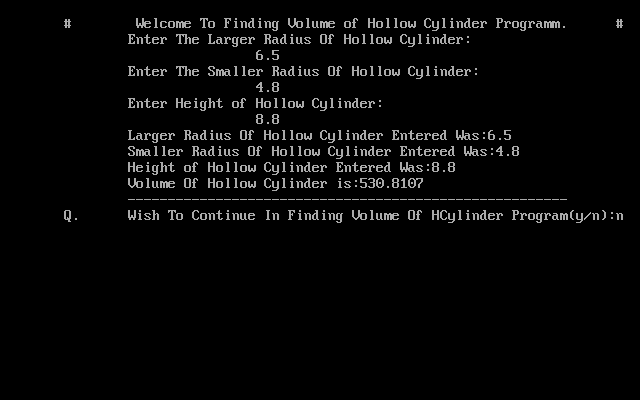 #        Welcome To Finding Volume of Hollow Cylinder Programm.      #
Enter The Larger Radius Of Hollow Cylinder:
6.5
Enter The Smaller Radius Of Hollow Cylinder:
4.8
Enter Height of Hollow Cylinder:
8.8
Larger Radius Of Hollow Cylinder Entered Was:6.5
Smaller Radius Of Hollow Cylinder Entered Was:4.8
Height of Hollow Cylinder Entered Was:8.8
Volume Of Hollow Cylinder is:530.8107
-------------------------------------------------------
Q.      Wish To Continue In Finding Volume Of HCylinder Program(y/n):n